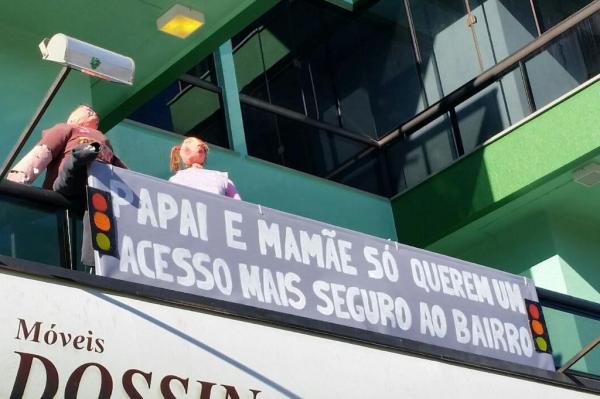 PAPAI E MAMÃE SÓ QUEREM UM
ACESSO MAIS SEGURO AO BAIRRO
Móveis
DOSSIN